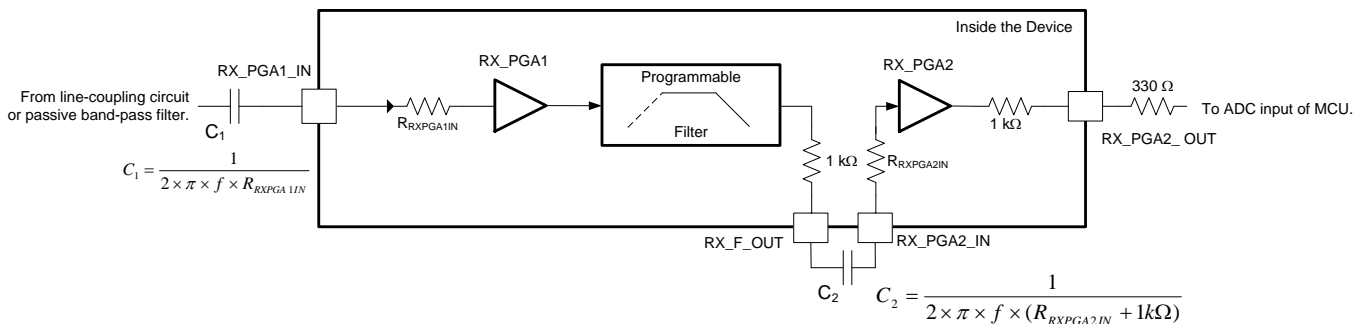 Inside the Device
RX_PGA1_IN
RX_PGA1
Programmable
Filter
RX_PGA2
330 Ω
From line-coupling circuit
or passive band-pass filter.
C1
RRXPGA1IN
1 kΩ
RRXPGA2IN
1 kΩ
To ADC input of MCU.
RX_PGA2_ OUT
C1 = 1 / (2 × π × f × RRXPGA1IN)
RX_F_OUT
RX_PGA2_IN
C2
C2 = 1 / (2 × π × f × (RRXPGA2IN + 1kΩ))